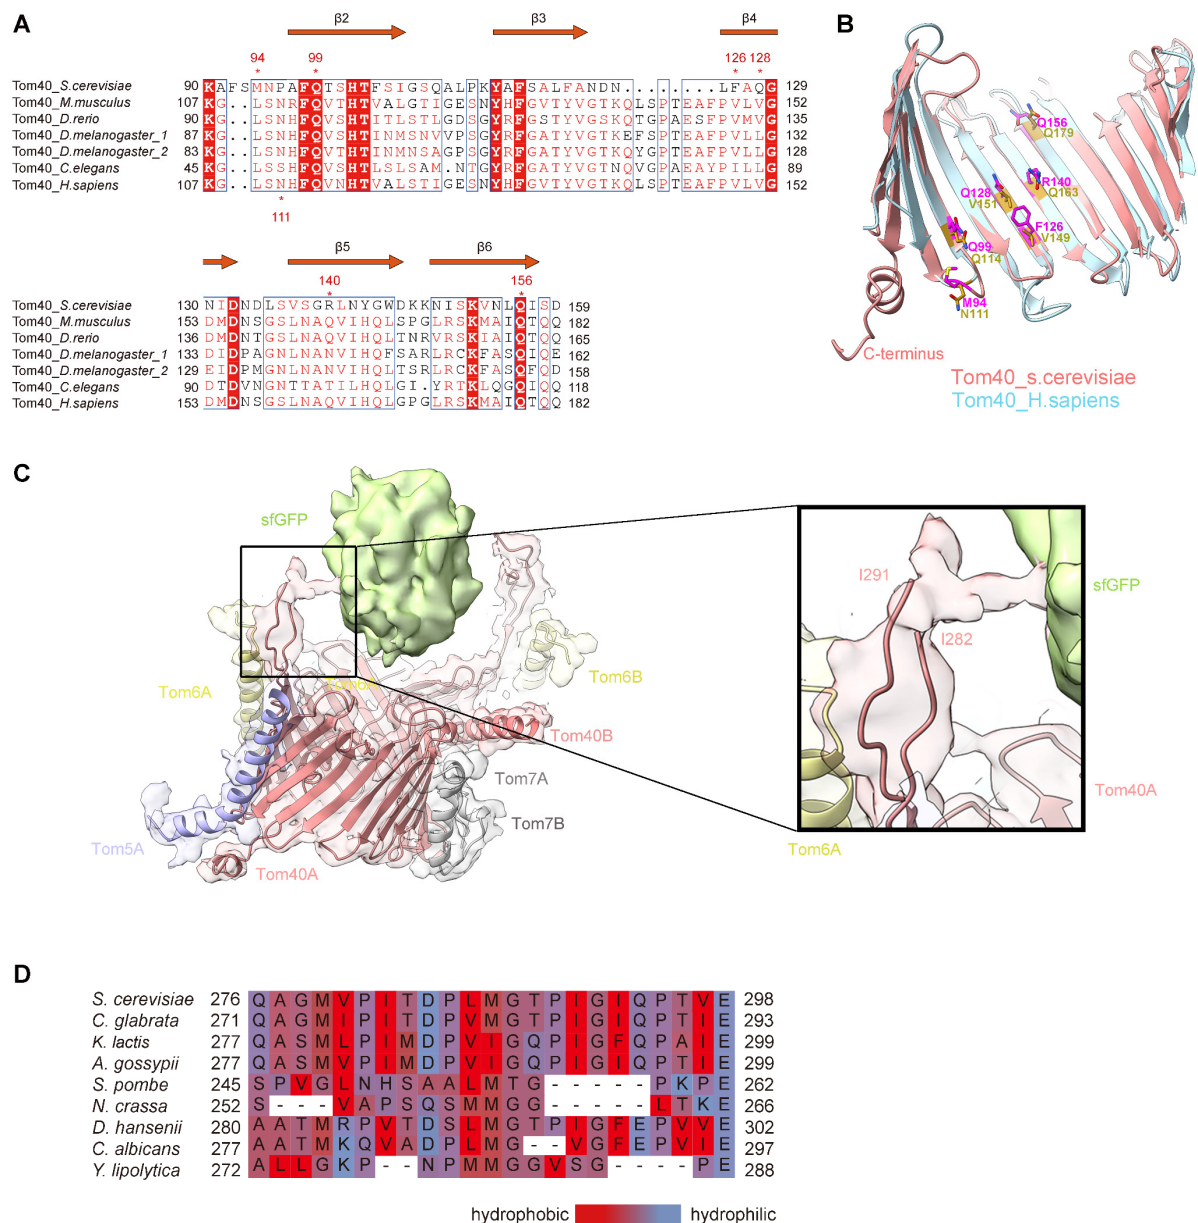 A
B
β2 β3 β4
94 99 126 128
* * * *
Tom40_S.cerevisiae 90 KAFSMNPAFQTSHTFSIGSQALPKYAFSALFANDN......LFAQG 129
Tom40_M.musculus 107 KG..LSNRFQVTHTVALGTIGESNYHFGVTYVGTKQLSPTEAFPVLVG 152
Tom40_D.rerio 90 KG..LSNHFQVSHTVLLSTIGDSNYRFGSTYVGTKQTGPAESFPVMVG 135
Tom40_D.melanogaster_1 87 KG..LSNHFQVTHTINMSNVVPSGYRFGATYVGTKEFSPTEAFPVLLG 132
Tom40_D.melanogaster_2 83 KG..LSNHFQVTHTINMNSAGPSGYRFGATYVGTKQYGPTEAFPVLLG 128
Tom40_C.elegans 45 KG..LSNHFQVSHTLSLSAM.NTGYRFGATYVGTNQVGPAEAYPILLG 89
Tom40_H.sapiens 107 KG..LSNHFQVNHTVALSTIGESNYHFGVTYVGTKQLSPTEAFPVLVG 152
*
111
β5 β6
140 156
* *
Tom40_S.cerevisiae 130 NIDNDLSVSGRLNYGWDKKNISKVNLQISD 159
Tom40_M.musculus 153 DMDNSGSLNAQVIHQLSPGLRSKMAIQTQQ 182
Tom40_D.rerio 136 DMDNTGSLNAQVIHQLTNRVRSKIAIQTQQ 165
Tom40_D.melanogaster_1 133 DIDPAGNLNANVIHQFSARLRCKFASQIQE 162
Tom40_D.melanogaster_2 129 EIDPMGNLNANVIHQLSGRLRCKFASQFQD 158
Tom40_C.elegans 90 DTDVNGNTTATILHQLGI.YRTKLQGQIQQ 118
Tom40_H.sapiens 153 DMDNSGSLNAQVIHQLGPGLRSKMAIQTQQ 182
Q156
Q179
Q128
V151
R140
Q163
F126
V149
Q99
Q114
M94
N111
C-terminus
Tom40_s.cerevisiae
Tom40_H.sapiens
C
sfGFP
Tom6A
Tom6A
Tom6B
Tom40B
Tom7A
Tom7B
Tom5A
Tom40A
I291
I282
sfGFP
Tom40A
Tom6A
D
S. cerevisiae 276 QAGMVPITDPLMGTPIGIQPTVE 298
C. glabrata 271 QAGMIPITDPVMGTPIGIQPTIE 293
K. lactis 277 QASMLPIMDPVIGQPIGFQPAIE 299
A. gossypii 277 QASMVPIMDPVIGQPIGIQPTIE 299
S. pombe 245 SPVGLNHSAALMTG-----PKPE 262
N. crassa 252 S---VAPSQSMMGG-----LTKE 266
D. hansenii 280 AATMRPVTDSLMGTPIGFEPVVE 302
C. albicans 277 AATMKQVADPLMG--VGFEPVIE 297
Y. lipolytica 272 ALLGKP--NPMMGGVSG----PE 288
hydrophobic hydrophilic